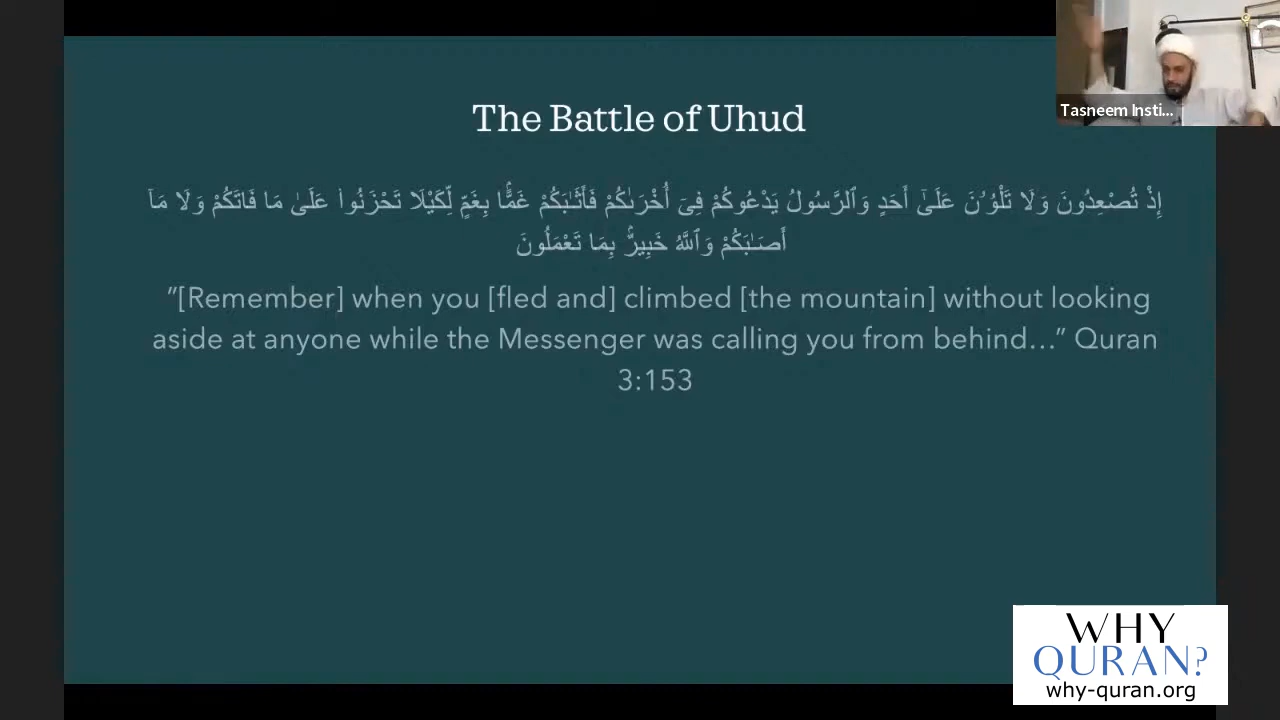 Tasneem Insti...
The Battle of Uhud
إِذْ تُصْعِدُونَ وَلَا تَلْوُۥنَ عَلَىٰٓ أَحَدٍ وَٱلرَّسُولُ يَدْعُوكُمْ فِىٓ أُخْرَىٰكُمْ فَأَثَـٰبَكُمْ غَمًّۢا بِغَمٍّ لِّكَيْلَا تَحْزَنُوا۟ عَلَىٰ مَا فَاتَكُمْ وَلَا مَآ
أَصَـٰبَكُمْ وَٱللَّهُ خَبِيرٌۢ بِمَا تَعْمَلُونَ
”[Remember] when you [fled and] climbed [the mountain] without looking
aside at anyone while the Messenger was calling you from behind…” Quran
3:153
WHY
QURAN?
why-quran.org